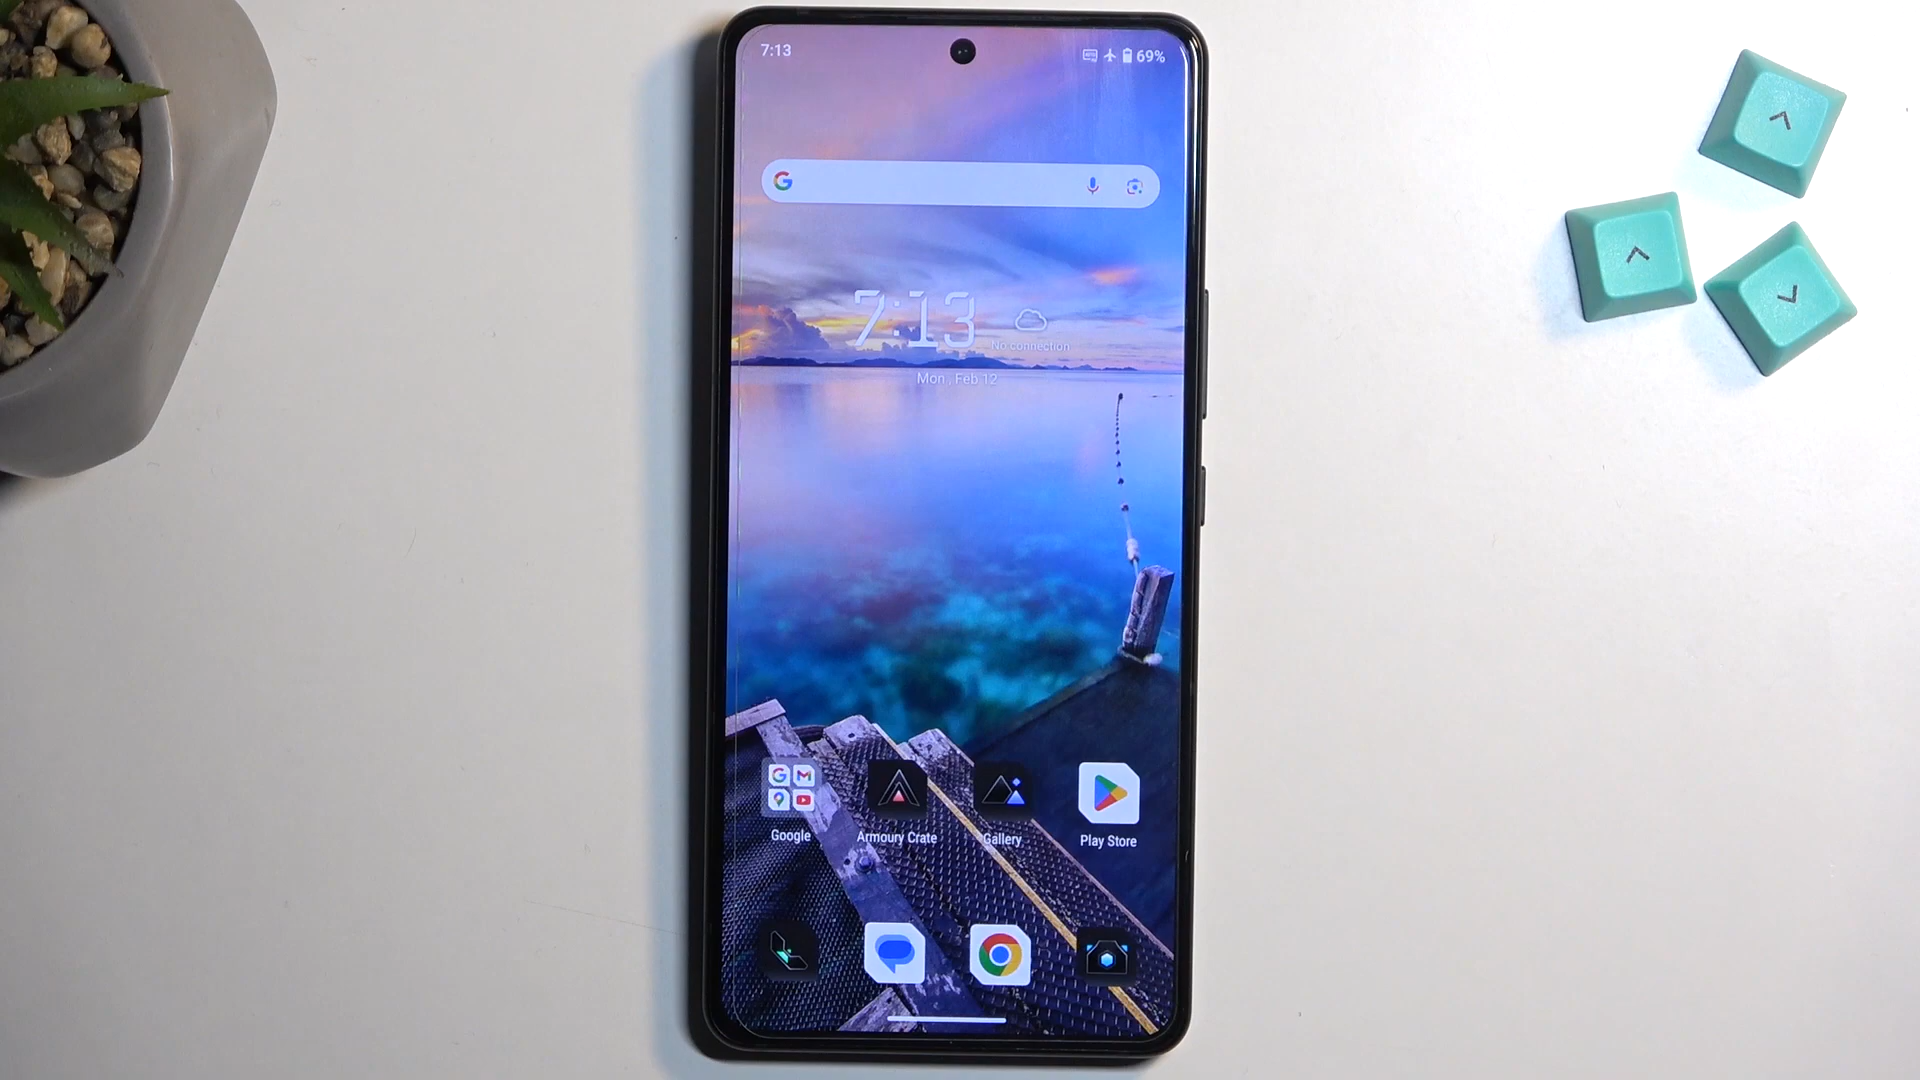 7:13
69%
7:13
No connection
Mon, Feb 12
Google
Armoury Crate
Gallery
Play Store